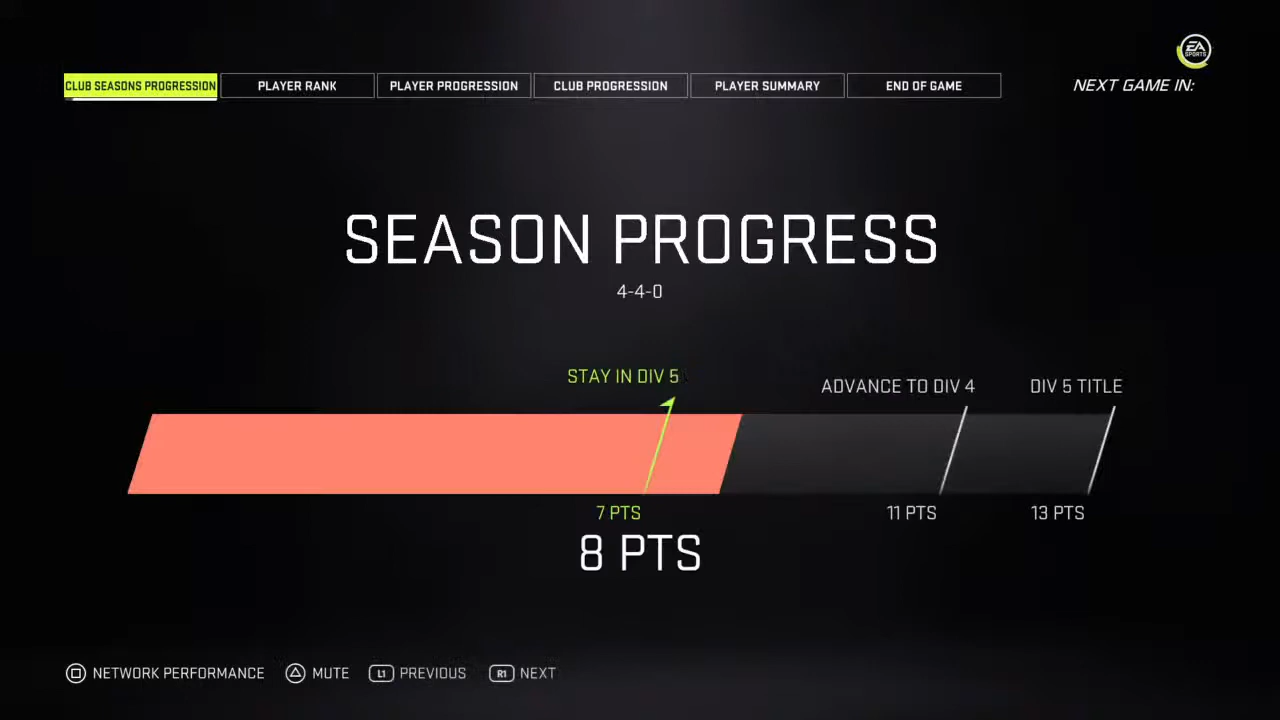 EA
SPORTS
CLUB SEASONS PROGRESSION
PLAYER RANK
PLAYER PROGRESSION
CLUB PROGRESSION
PLAYER SUMMARY
END OF GAME
NEXT GAME IN:
SEASON PROGRESS
4-4-0
STAY IN DIV 5
ADVANCE TO DIV 4
DIV 5 TITLE
7 PTS
11 PTS
13 PTS
8 PTS
NETWORK PERFORMANCE
MUTE
L1 PREVIOUS
R1 NEXT